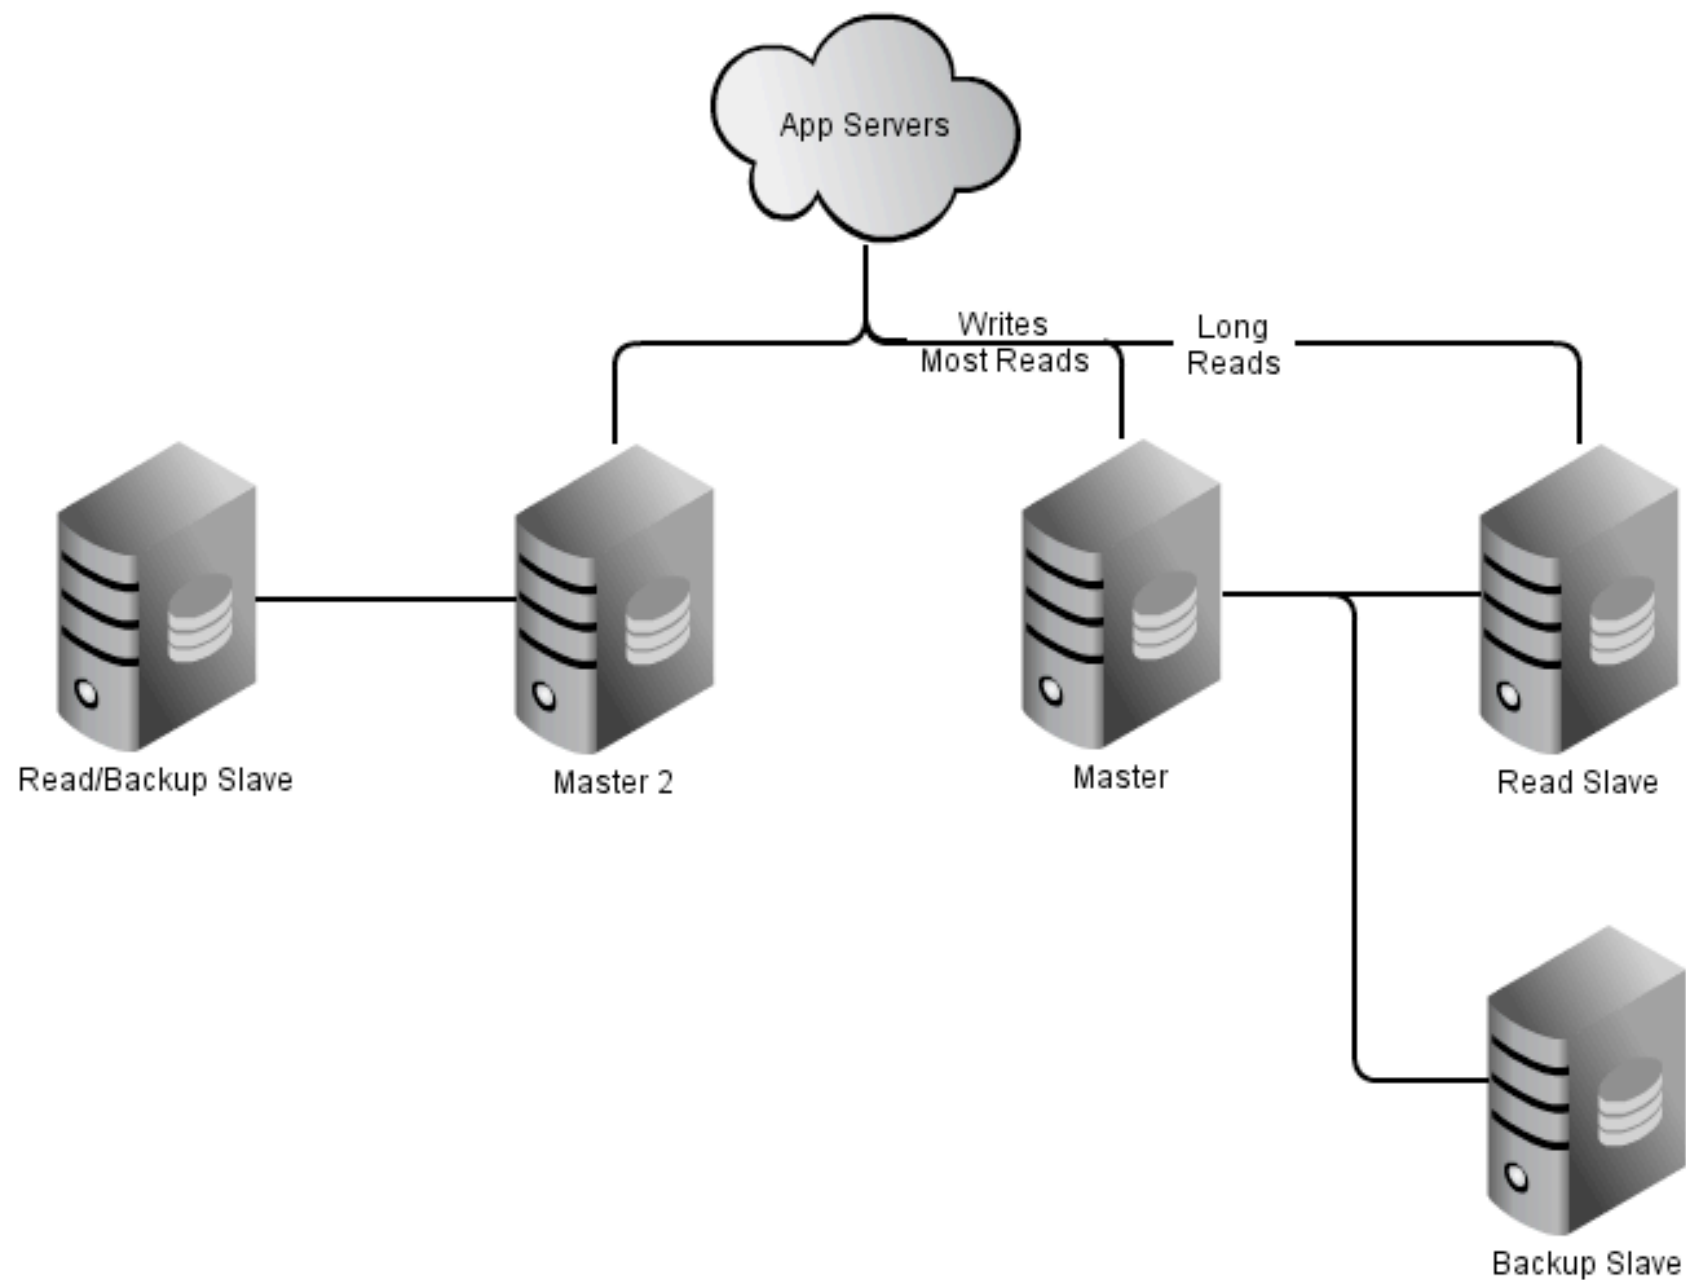 App Servers
Writes
Most Reads
Long
Reads
Read/Backup Slave
Master 2
Master
Read Slave
Backup Slave